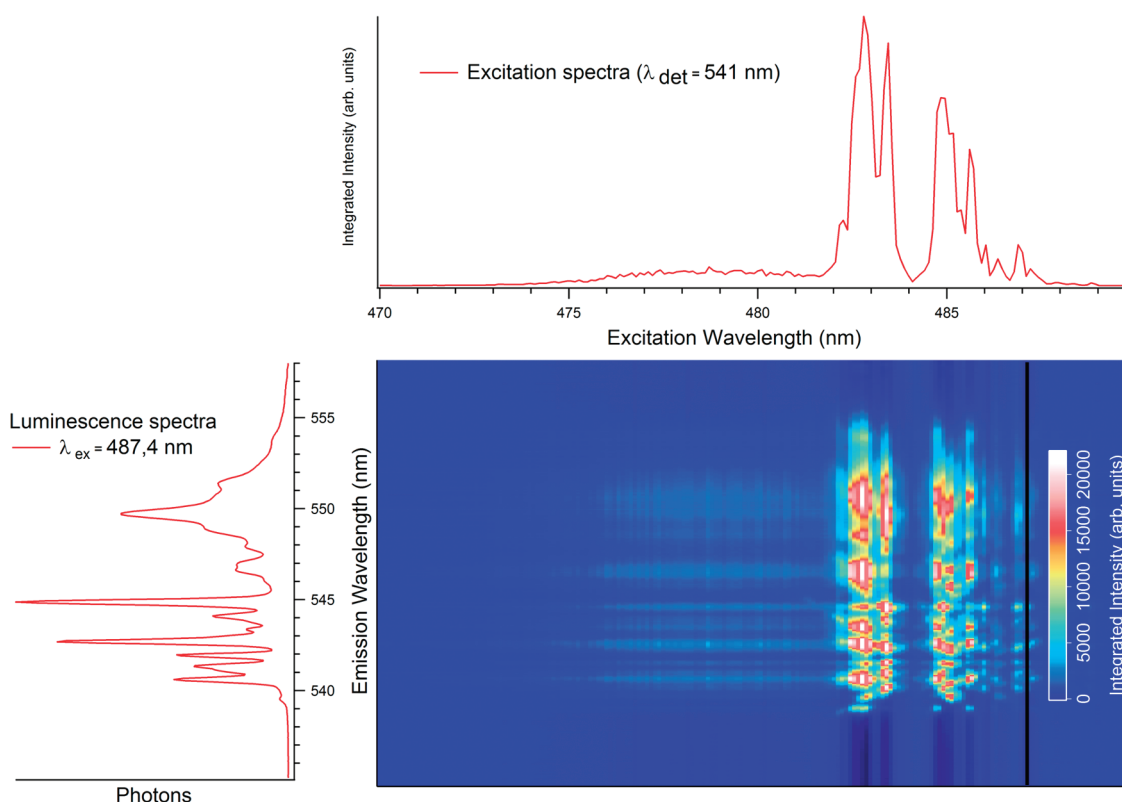 Integrated Intensity (arb. units)
Excitation spectra (λ det = 541 nm)
470 475 480 485
Excitation Wavelength (nm)
Luminescence spectra
λ ex = 487,4 nm
555
550
545
540
Photons
Emission Wavelength (nm)
0 5000 10000 15000 20000
Integrated Intensity (arb. units)